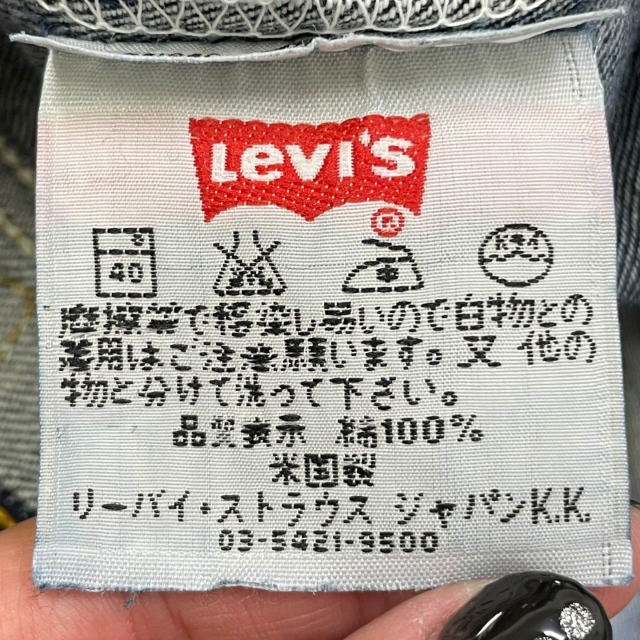 Levi's
®
40
摩擦等で移染し易いので白物との
着用はご注意願います。又 他の
物と分けて洗って下さい。
品質表示 綿100%
米国製
リーバイ・ストラウス ジャパンK.K.
03-5421-9500